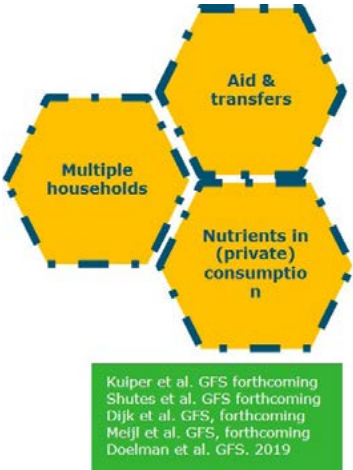 Aid &
transfers
Multiple
households
Nutrients in
(private)
consumptio
n
Kuiper et al. GFS forthcoming
Shutes et al. GFS forthcoming
Dijk et al. GFS, forthcoming
Meijl et al. GFS, forthcoming
Doelman et al. GFS. 2019